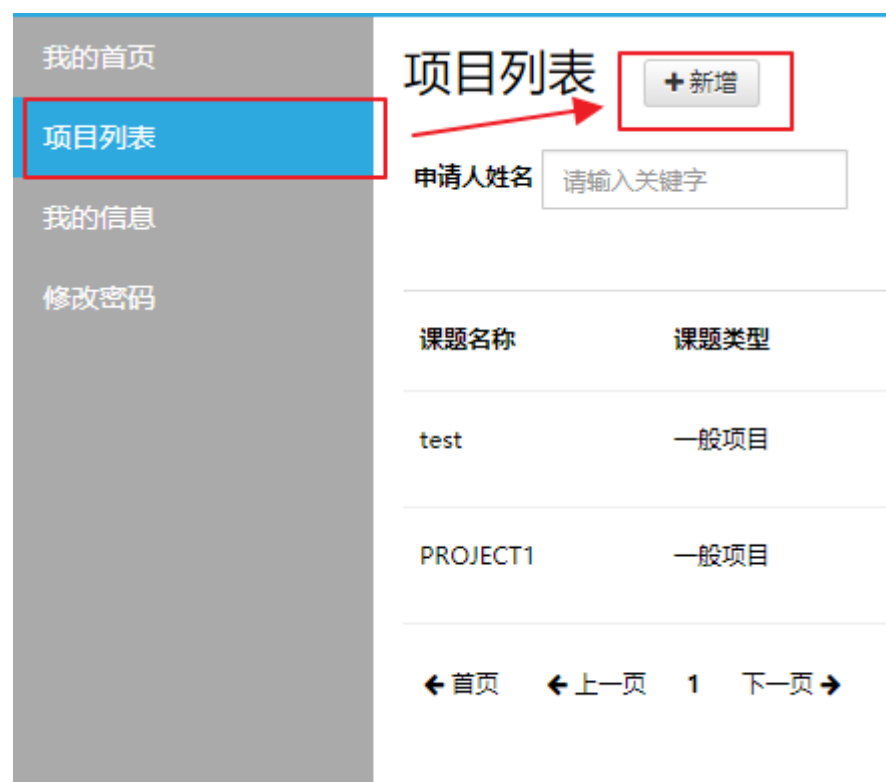 我的首页
项目列表
我的信息
修改密码
项目列表 +新增
申请人姓名 请输入关键字
课题名称 课题类型
test 一般项目
PROJECT1 一般项目
首页 上一页 1 下一页